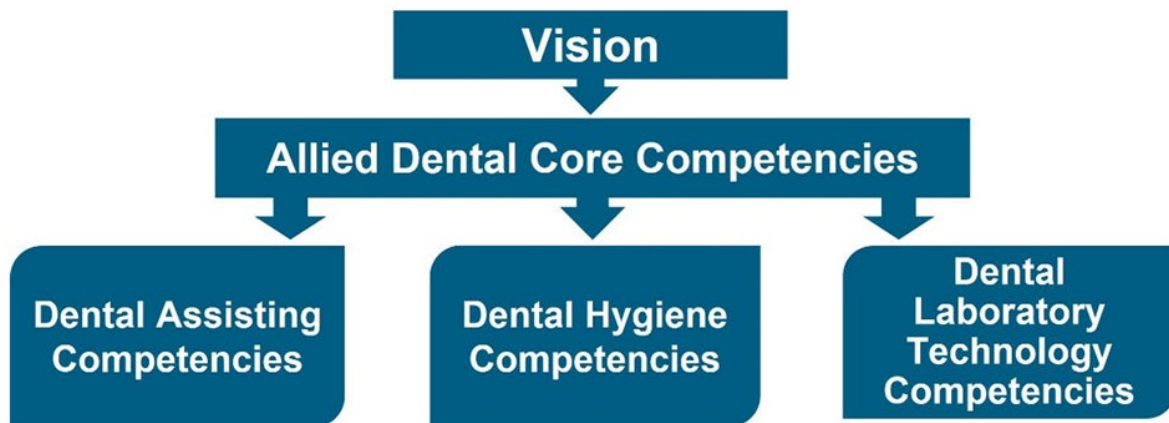 Vision
Allied Dental Core Competencies
Dental Assisting
Competencies
Dental Hygiene
Competencies
Dental
Laboratory
Technology
Competencies